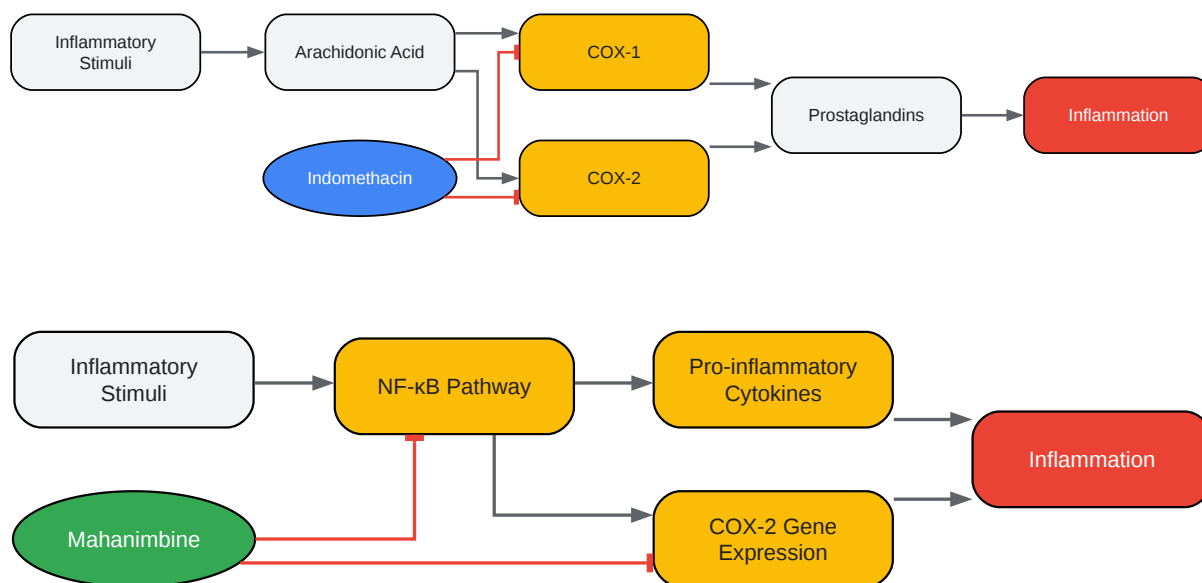 Inflammatory
Stimuli
Arachidonic Acid
COX-1
Prostaglandins
Inflammation
Indomethacin
COX-2
Inflammatory
Stimuli
NF-κB Pathway
Pro-inflammatory
Cytokines
Inflammation
Mahanimbine
COX-2 Gene
Expression